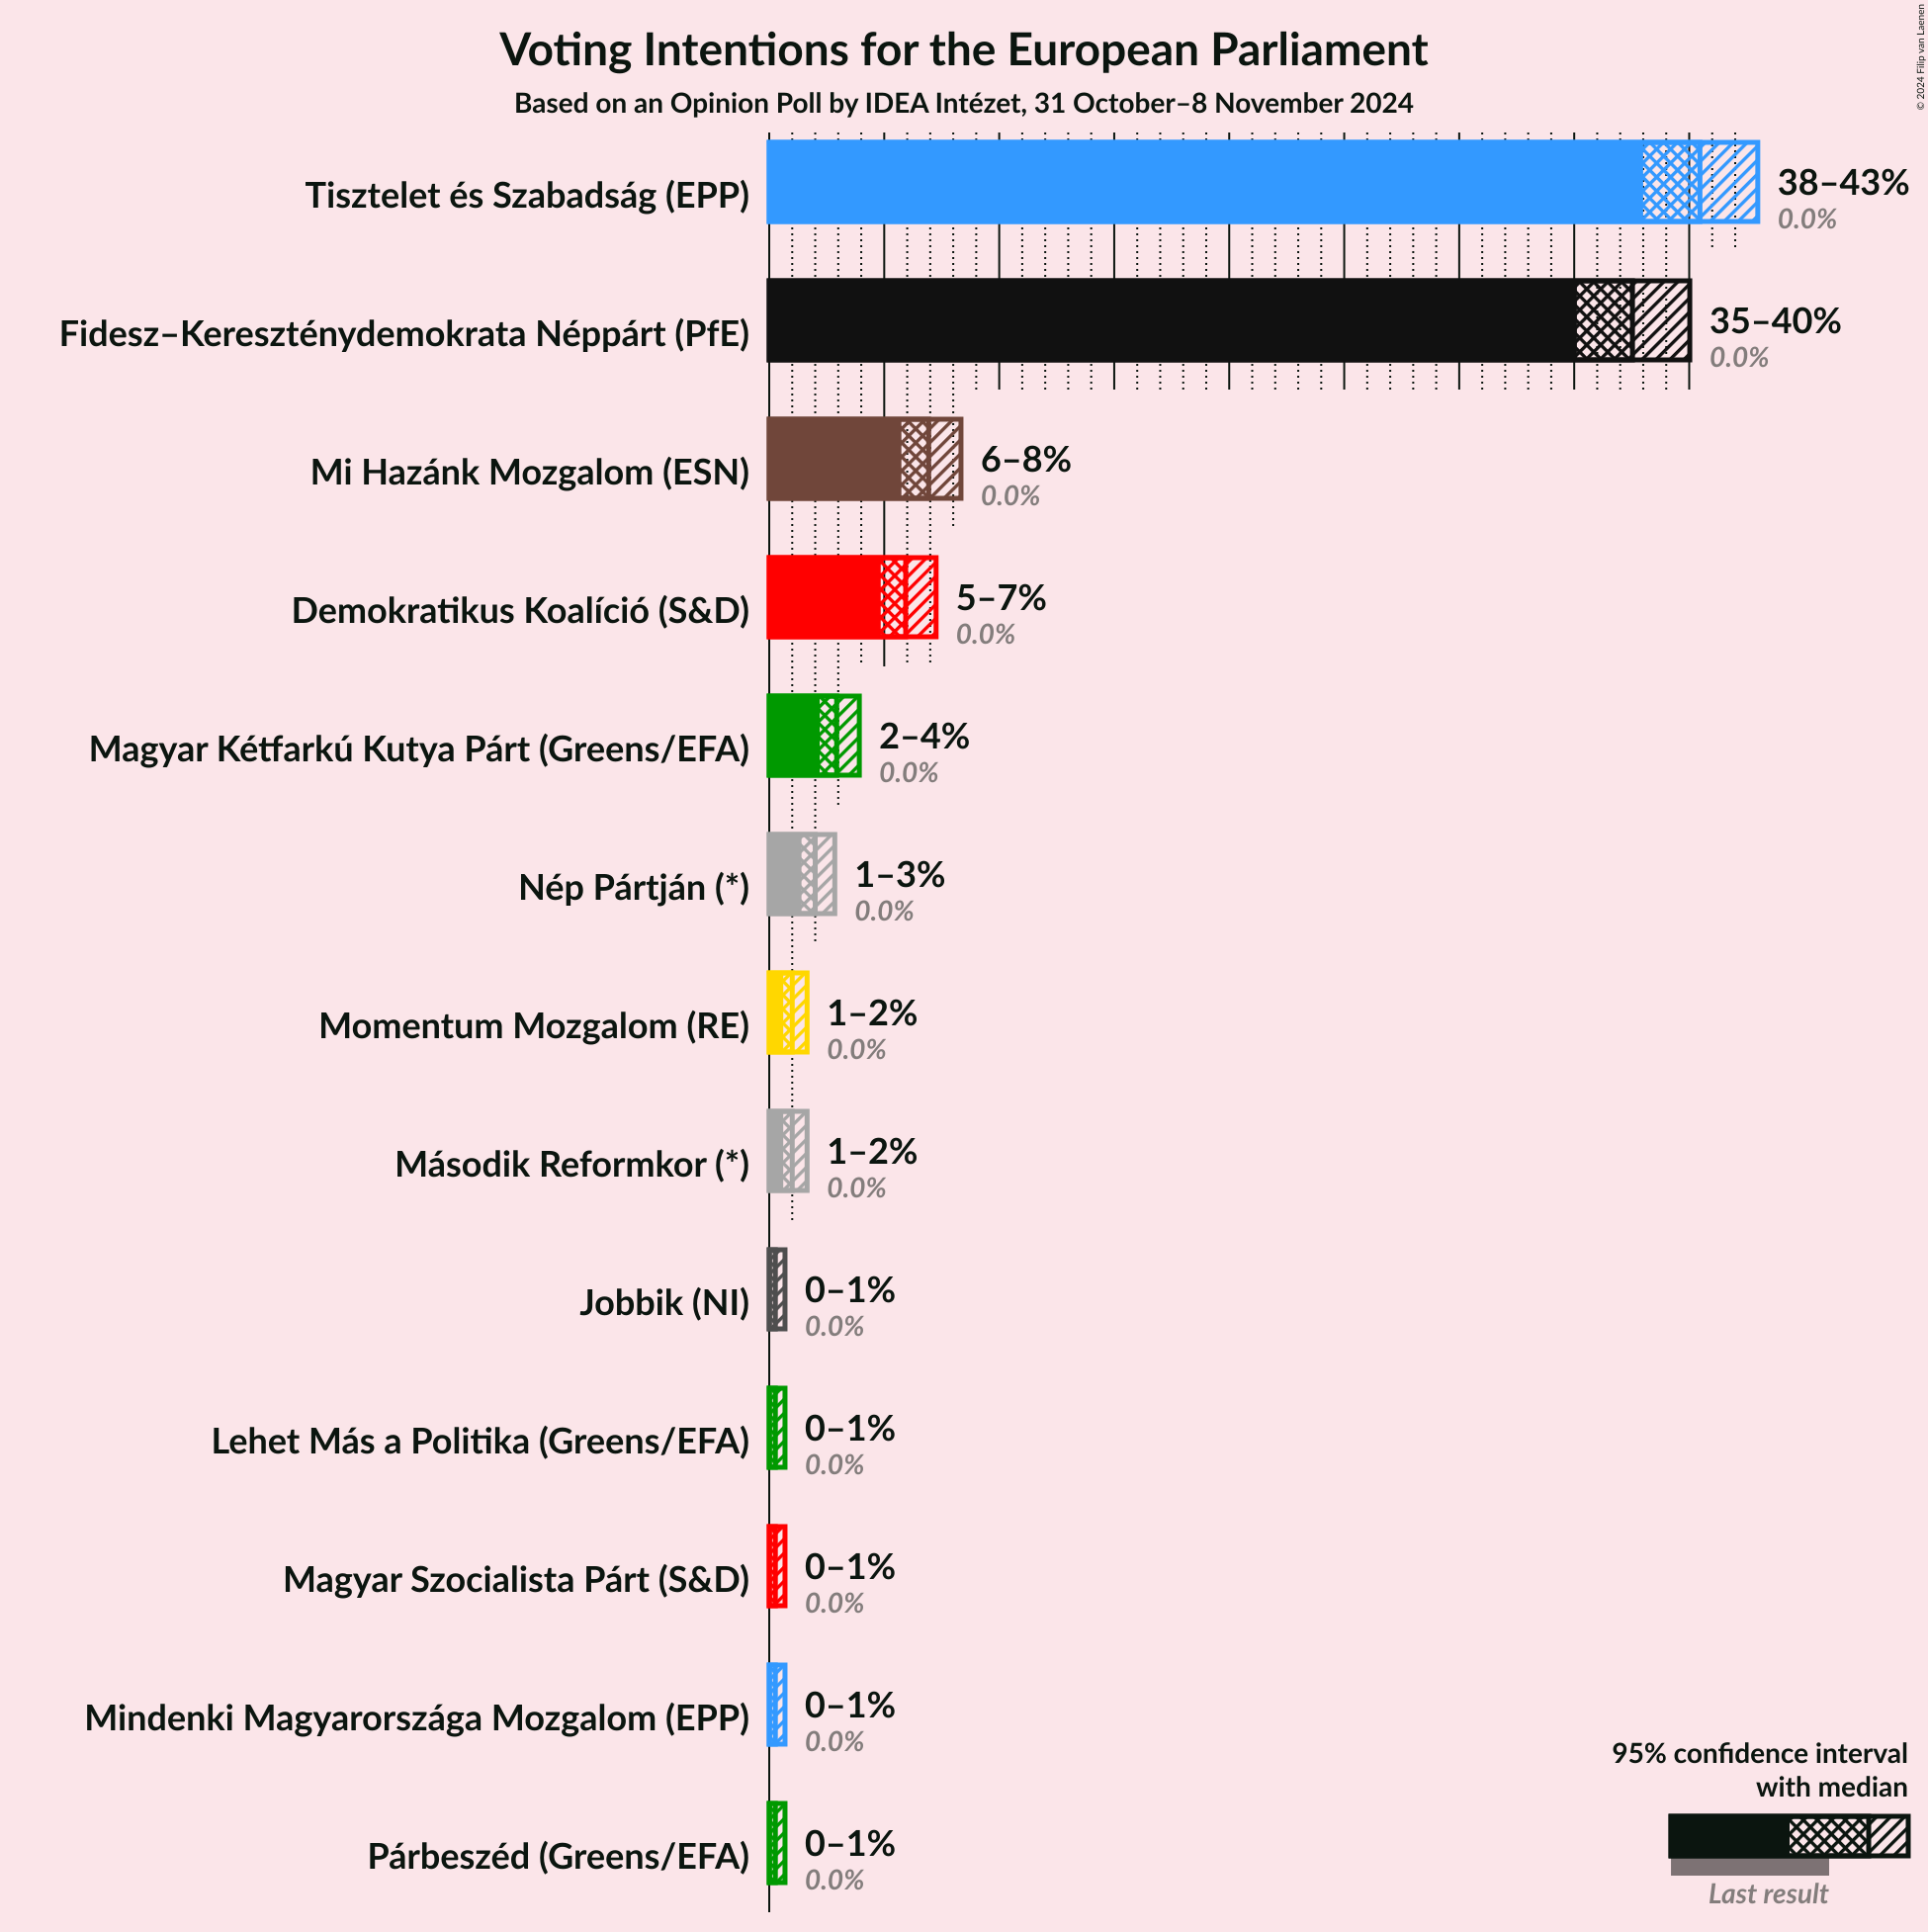 Voting Intentions for the European Parliament
Based on an Opinion Poll by IDEA Intézet, 31 October–8 November 2024
© 2024 Filip van Laenen
Tisztelet és Szabadság (EPP)
38–43%
0.0%
Fidesz–Kereszténydemokrata Néppárt (PfE)
35–40%
0.0%
Mi Hazánk Mozgalom (ESN)
6–8%
0.0%
Demokratikus Koalíció (S&D)
5–7%
0.0%
Magyar Kétfarkú Kutya Párt (Greens/EFA)
2–4%
0.0%
Nép Pártján (*)
1–3%
0.0%
Momentum Mozgalom (RE)
1–2%
0.0%
Második Reformkor (*)
1–2%
0.0%
Jobbik (NI)
0–1%
0.0%
Lehet Más a Politika (Greens/EFA)
0–1%
0.0%
Magyar Szocialista Párt (S&D)
0–1%
0.0%
Mindenki Magyarországa Mozgalom (EPP)
0–1%
0.0%
Párbeszéd (Greens/EFA)
0–1%
0.0%
95% confidence interval
with median
Last result